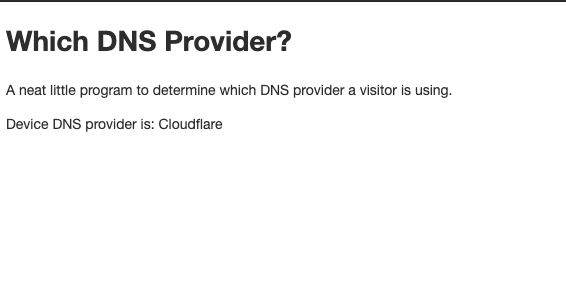 Which DNS Provider?
A neat little program to determine which DNS provider a visitor is using.
Device DNS provider is: Cloudflare